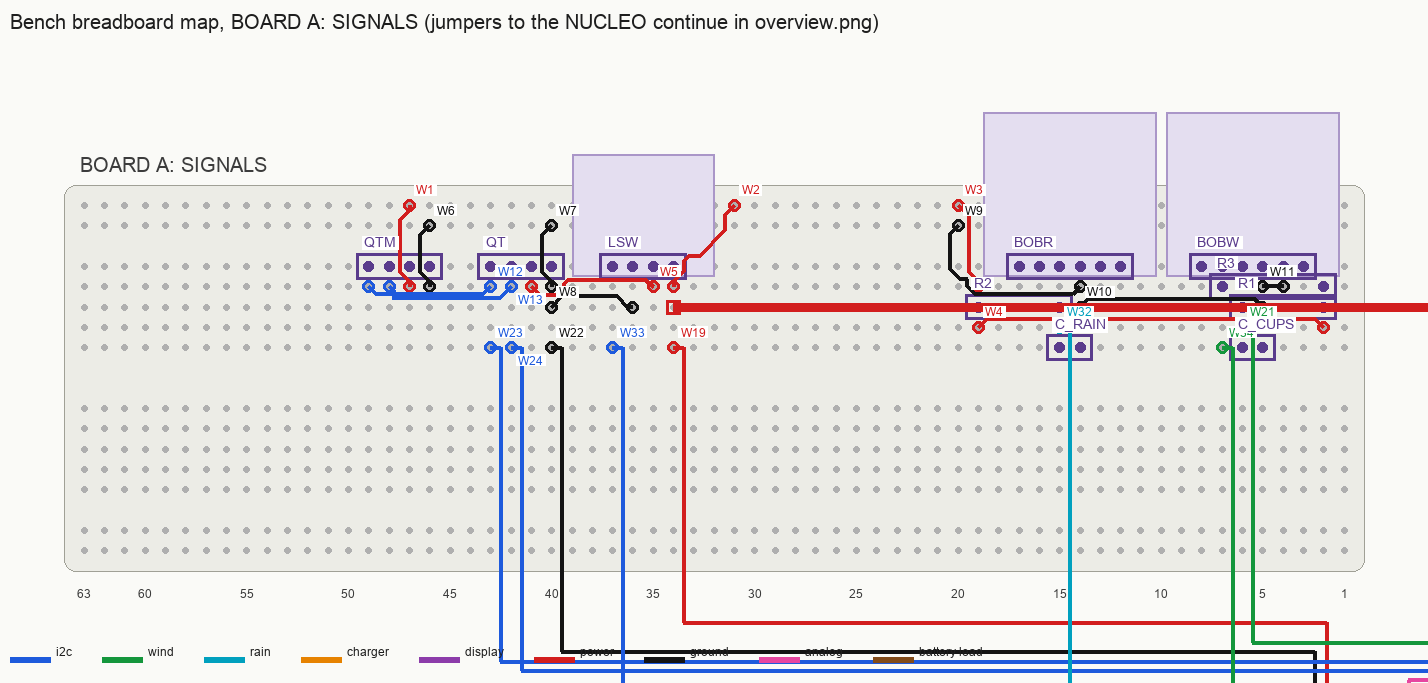 Bench breadboard map, BOARD A: SIGNALS (jumpers to the NUCLEO continue in overview.png)
BOARD A: SIGNALS
W1
W2
W3
W6
W7
W9
QTM
QT
LSW
BOBR
BOBW
W12
W5
R3
W11
W13
W8
R2
W10
R1
W4
W32
W21
C_RAIN
C_CUPS
W23
W22
W33
W19
W24
63 60 55 50 45 40 35 30 25 20 15 10 5 1
i2c wind rain charger display power ground analog battery-load